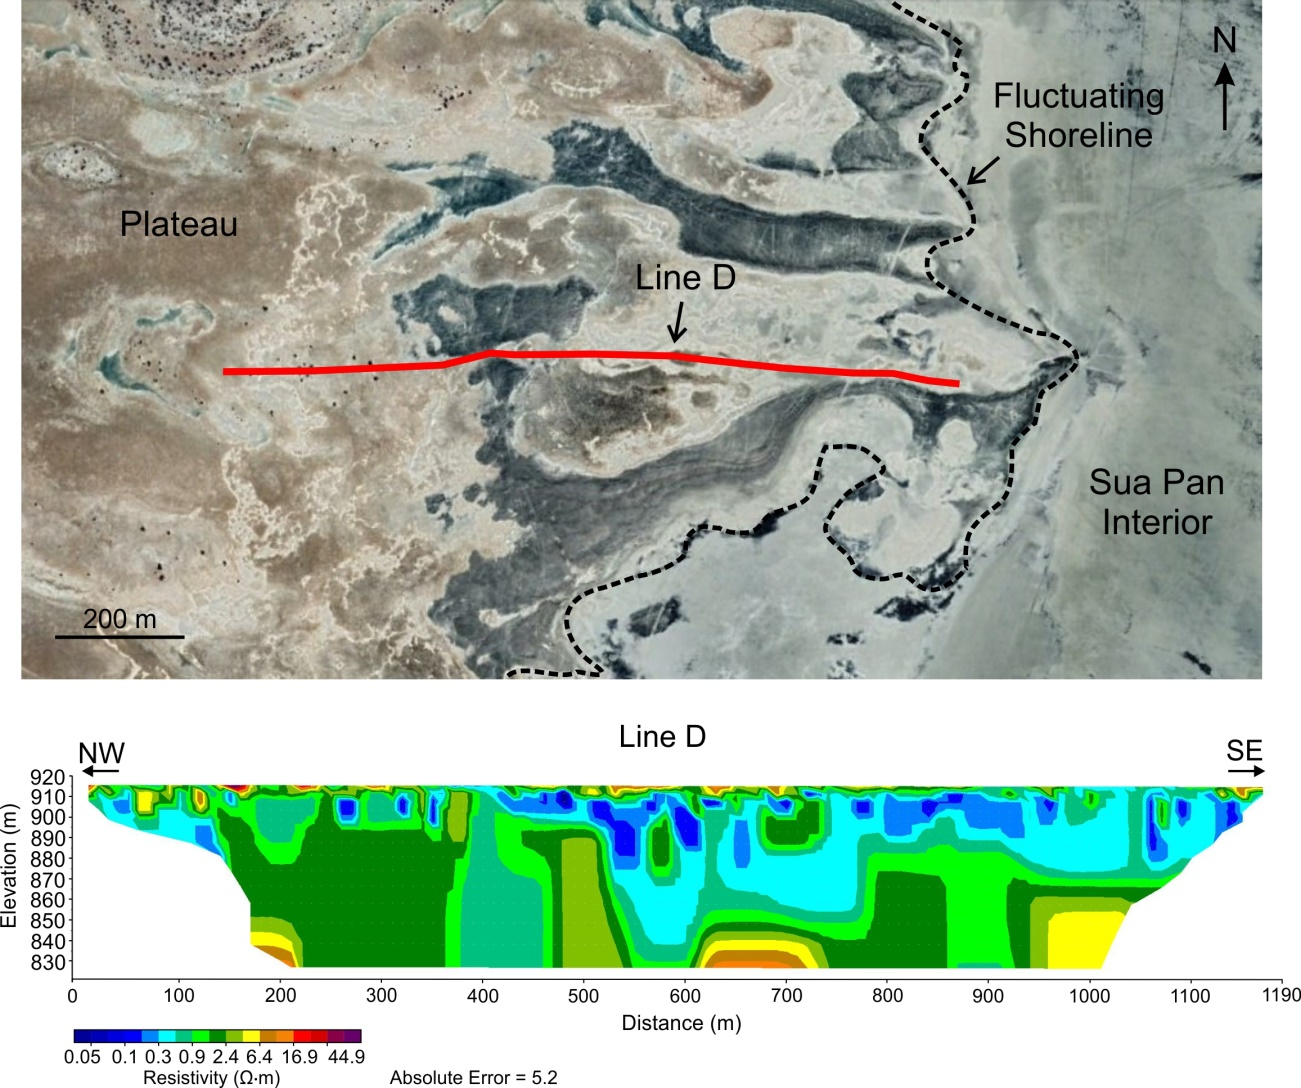 N
Fluctuating
Shoreline
Plateau
Line D
Sua Pan
Interior
200 m
Line D
NW
SE
920
910
900
890
880
870
860
850
840
830
Elevation (m)
0 100 200 300 400 500 600 700 800 900 1000 1100 1190
Distance (m)
0.05 0.1 0.3 0.9 2.4 6.4 16.9 44.9
Resistivity (Ω·m)
Absolute Error = 5.2